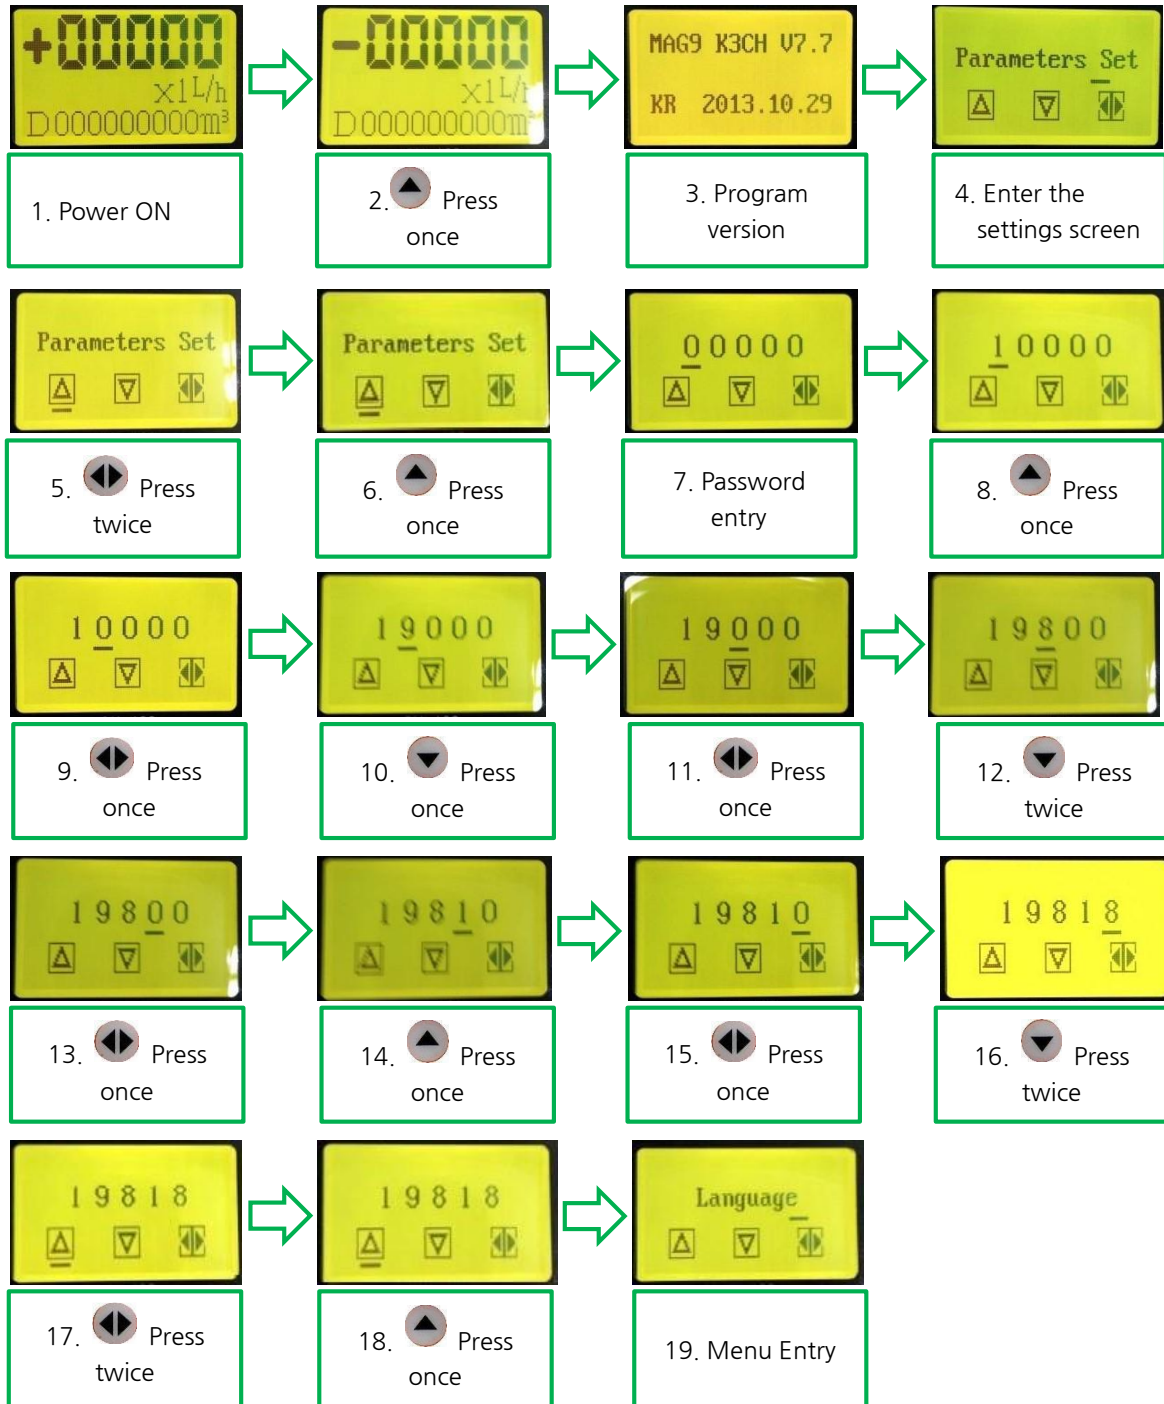 +00000
x1L/h
D000000000m³
-00000
x1L/h
D000000000m³
MAG9 K3CH V7.7
KR 2013.10.29
Parameters Set
1. Power ON
2. Press
once
3. Program
version
4. Enter the
settings screen
Parameters Set
Parameters Set
00000
10000
5. Press
twice
6. Press
once
7. Password
entry
8. Press
once
10000
19000
19000
19800
9. Press
once
10. Press
once
11. Press
once
12. Press
twice
19800
19810
19810
19818
13. Press
once
14. Press
once
15. Press
once
16. Press
twice
19818
19818
Language
17. Press
twice
18. Press
once
19. Menu Entry